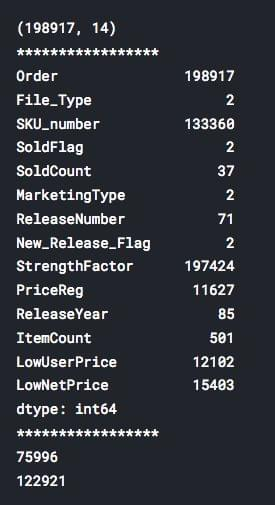 (198917, 14)
*****************
Order 198917
File_Type 2
SKU_number 133360
SoldFlag 2
SoldCount 37
MarketingType 2
ReleaseNumber 71
New_Release_Flag 2
StrengthFactor 197424
PriceReg 11627
ReleaseYear 85
ItemCount 501
LowUserPrice 12102
LowNetPrice 15403
dtype: int64
*****************
75996
122921